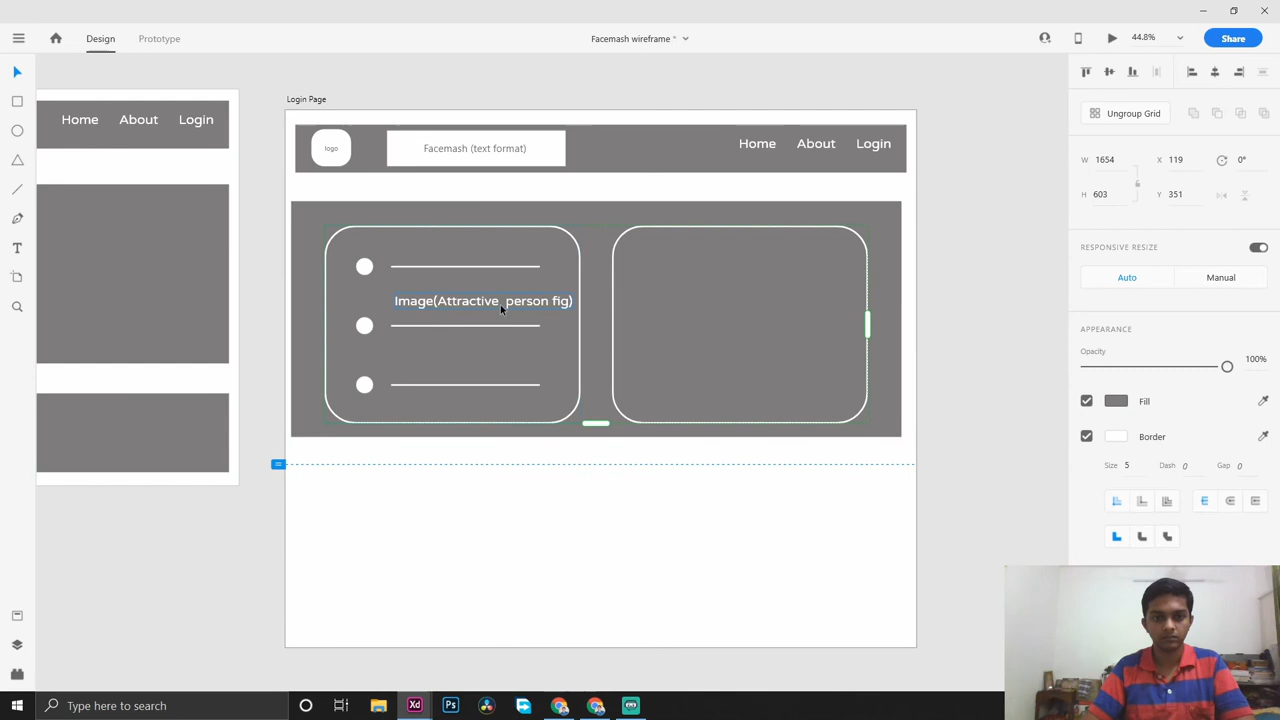 Design
Prototype
Facemash wireframe *
44.8%
Share
Login Page
Home About Login
logo
Facemash (text format)
Home About Login
Image(Attractive person fig)
Ungroup Grid
W 1654
X 119
0°
H 603
Y 351
RESPONSIVE RESIZE
Auto
Manual
APPEARANCE
Opacity
100%
Fill
Border
Size 5
Dash 0
Gap 0
Type here to search
Xd
Ps